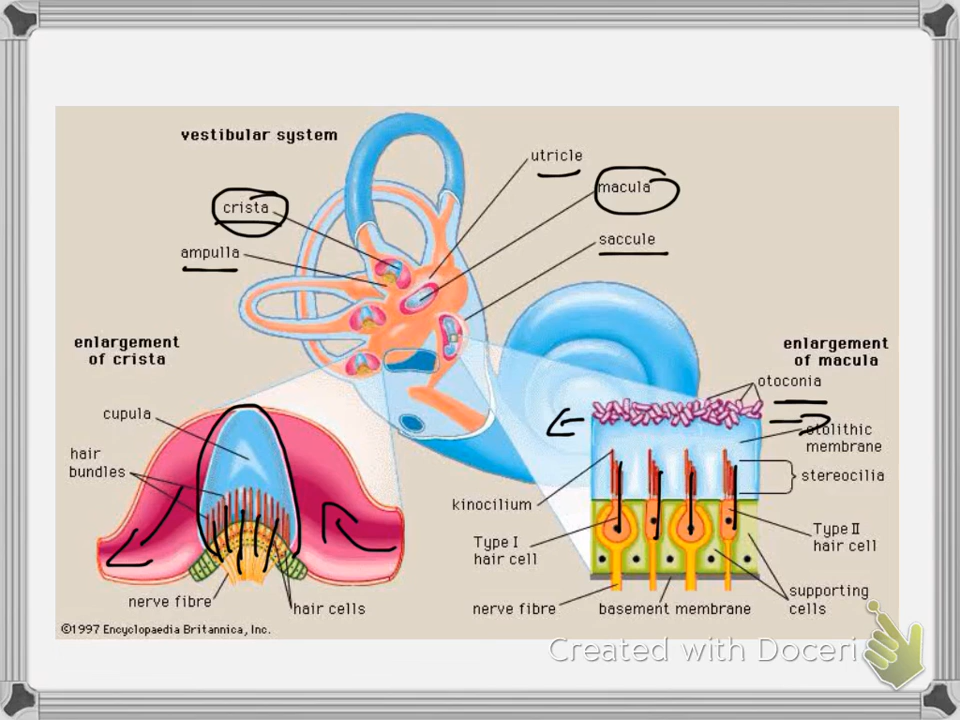 vestibular system
utricle
macula
crista
saccule
ampulla
enlargement
of crista
enlargement
of macula
otoconia
cupula
otolithic
membrane
hair
bundles
stereocilia
kinocilium
Type I
hair cell
Type II
hair cell
nerve fibre
hair cells
nerve fibre
basement membrane
supporting
cells
©1997 Encyclopaedia Britannica, Inc.
Created with Doceri